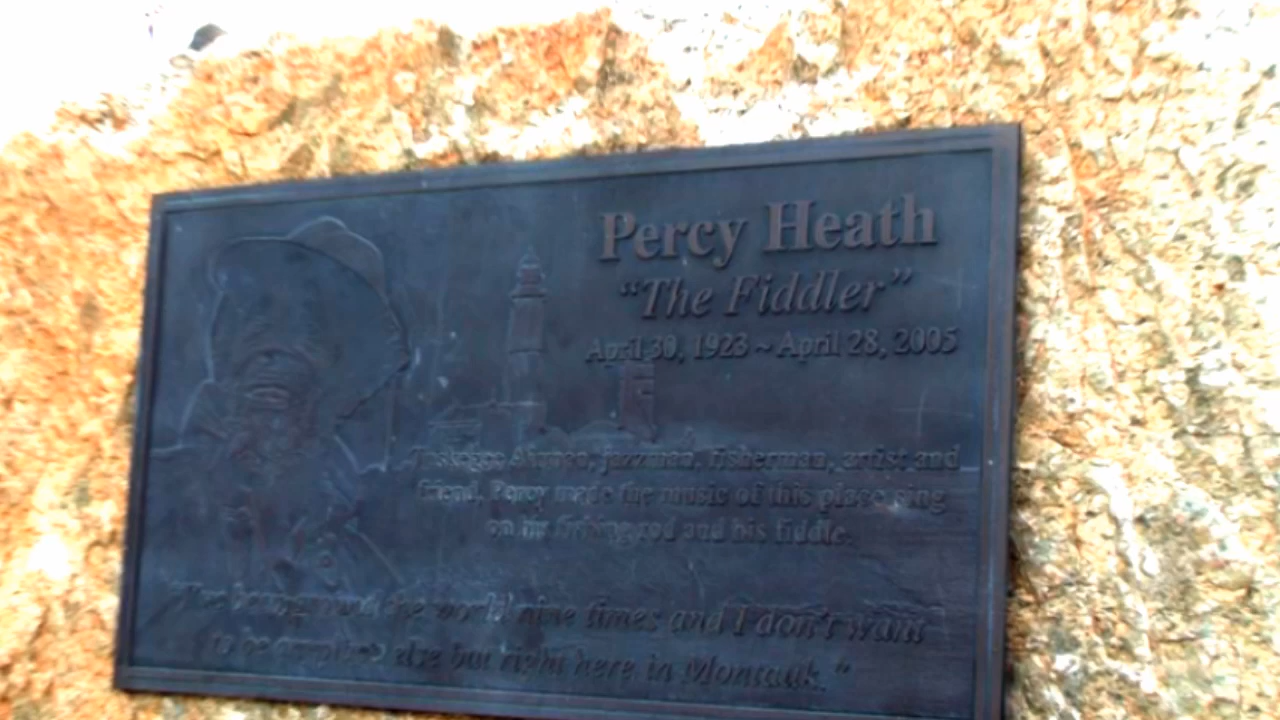 Percy Heath
“The Fiddler”
April 30, 1923 ~ April 28, 2005
Tuskegee Airmen, jazzman, fisherman, artist and
friend, Percy made the music of this place sing
on his fishing rod and his fiddle.
"I've been around the world nine times and I don't want
to be anyplace else but right here in Montauk."